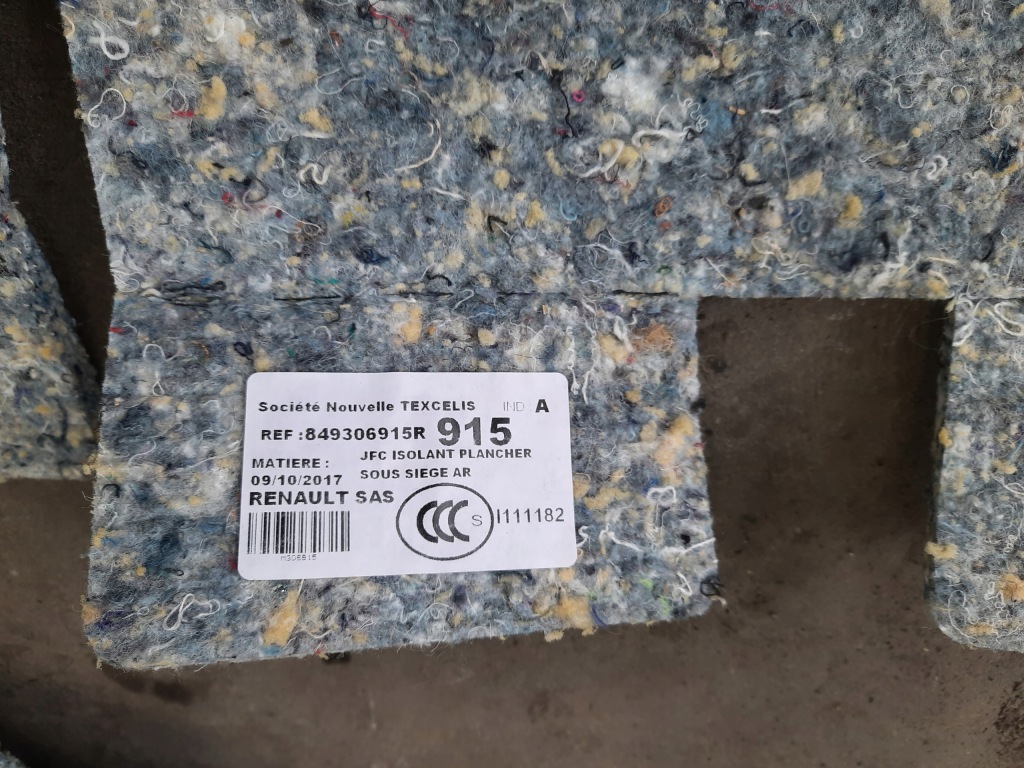 Société Nouvelle TEXCELIS IND A
REF :849306915R 915
JFC ISOLANT PLANCHER
MATIERE :
SOUS SIEGE AR
09/10/2017
RENAULT SAS
CCC S I111182
M306915